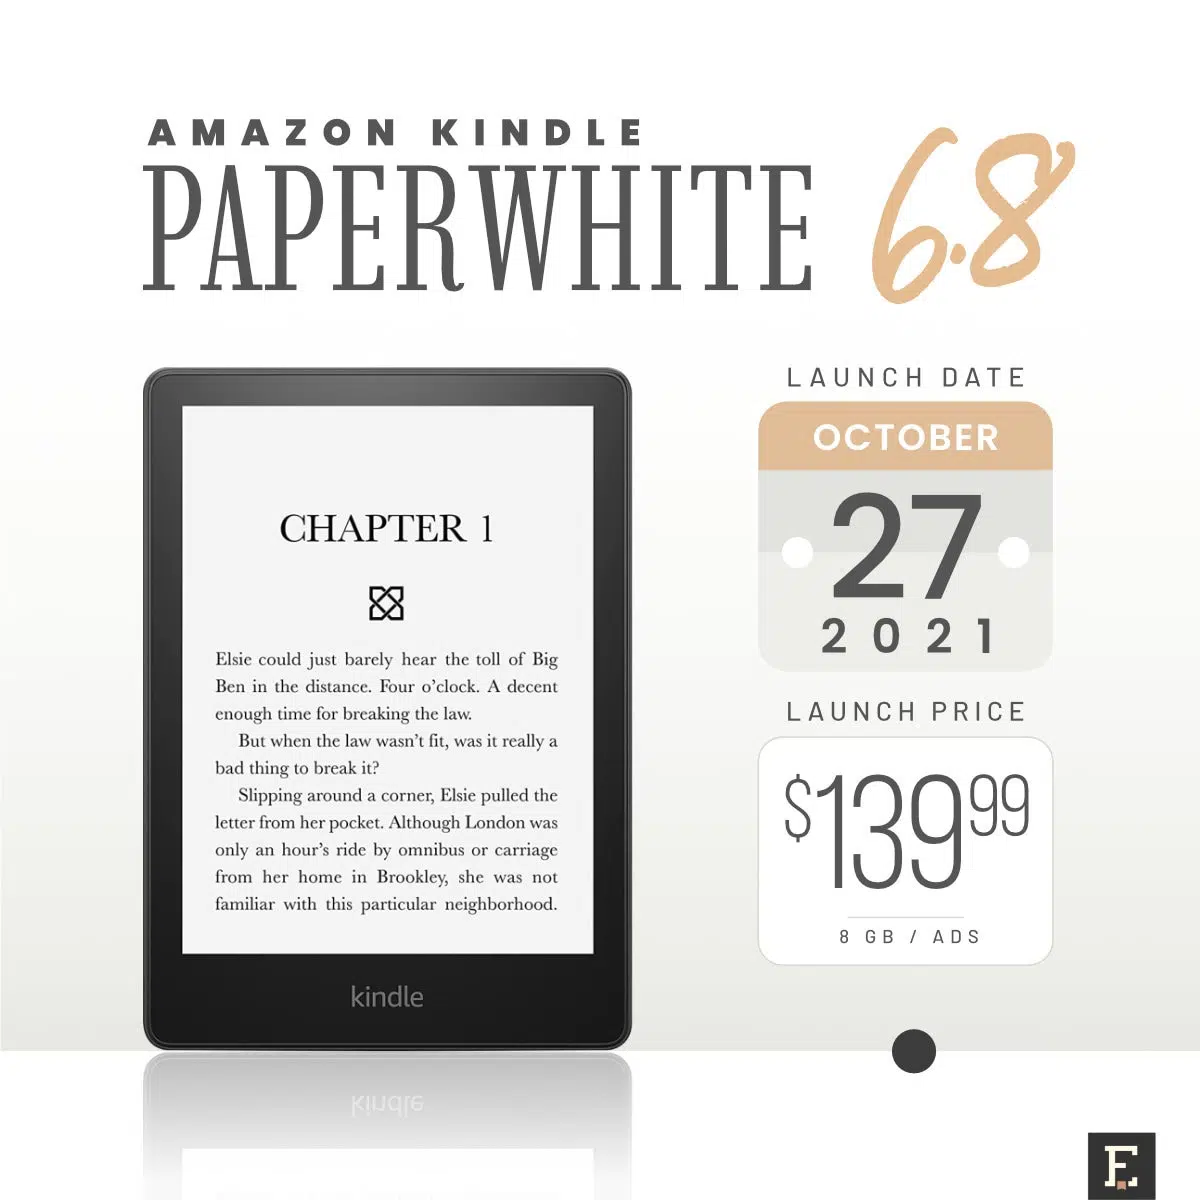 AMAZON KINDLE
PAPERWHITE
6.8
CHAPTER 1
Elsie could just barely hear the toll of Big
Ben in the distance. Four o’clock. A decent
enough time for breaking the law.
But when the law wasn’t fit, was it really a
bad thing to break it?
Slipping around a corner, Elsie pulled the
letter from her pocket. Although London was
only an hour’s ride by omnibus or carriage
from her home in Brookley, she was not
familiar with this particular neighborhood.
kindle
LAUNCH DATE
OCTOBER
27
2021
LAUNCH PRICE
$139 99
8 GB / ADS
kindle
E